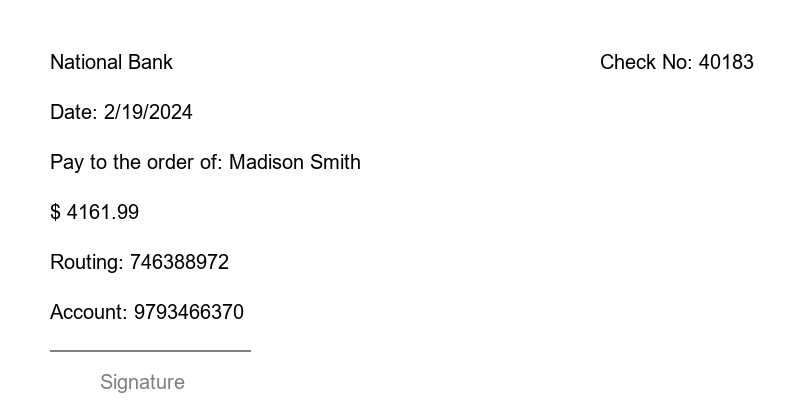 National Bank Check No: 40183
Date: 2/19/2024
Pay to the order of: Madison Smith
$ 4161.99
Routing: 746388972
Account: 9793466370
Signature